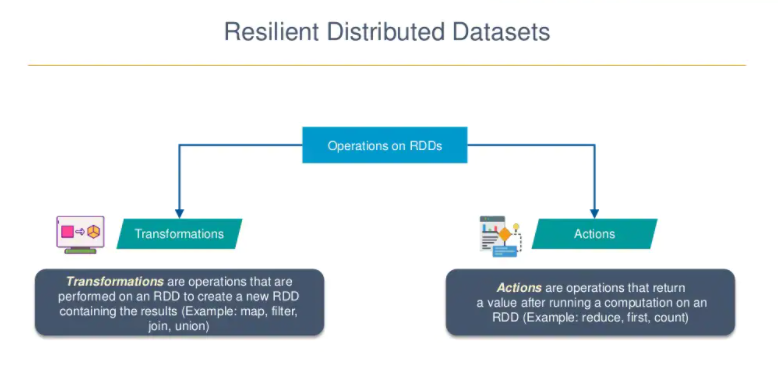 Resilient Distributed Datasets
Operations on RDDs
Transformations
Actions
Transformations are operations that are
performed on an RDD to create a new RDD
containing the results (Example: map, filter,
join, union)
Actions are operations that return
a value after running a computation on an
RDD (Example: reduce, first, count)